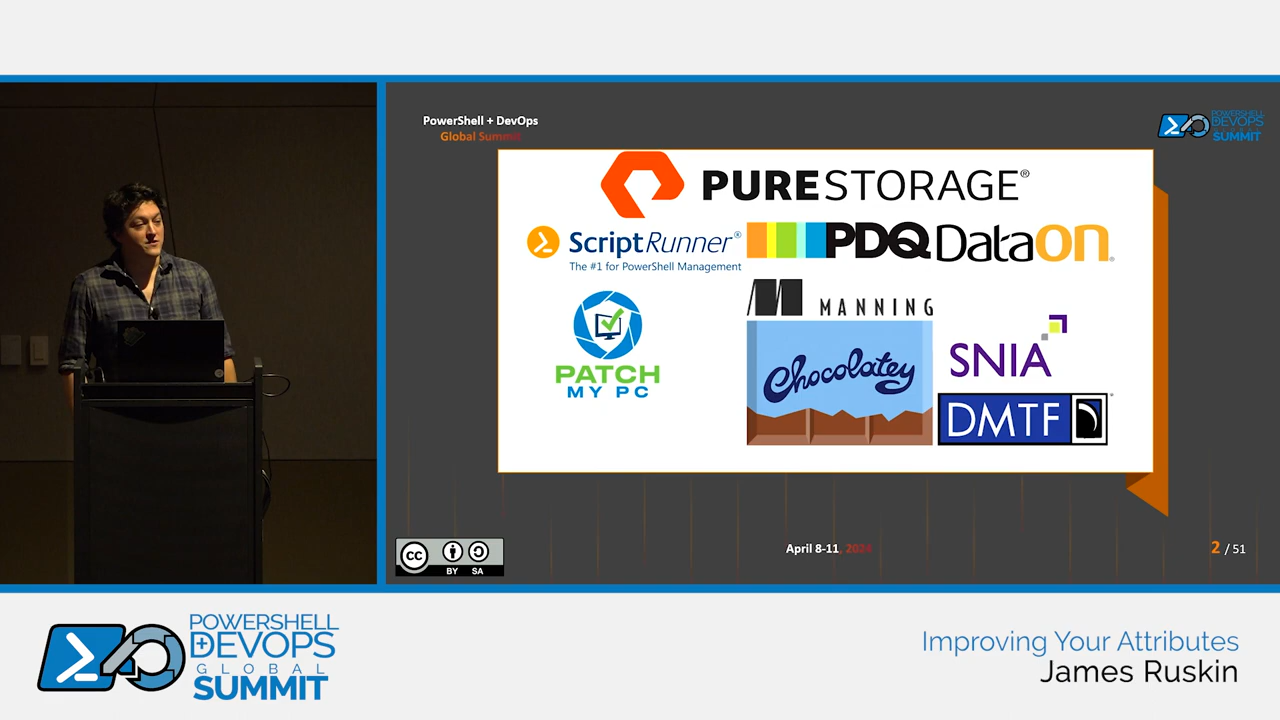 PowerShell + DevOps
Global Summit
POWERSHELL
DEVOPS
GLOBAL
SUMMIT
PURESTORAGE®
ScriptRunner®
The #1 for PowerShell Management
PDQ
DataON®
MANNING
PATCH
MY PC
Chocolatey
SNIA
DMTF
cc
BY SA
April 8-11, 2024
2 / 51
POWERSHELL
+DEVOPS
GLOBAL
SUMMIT
Improving Your Attributes
James Ruskin